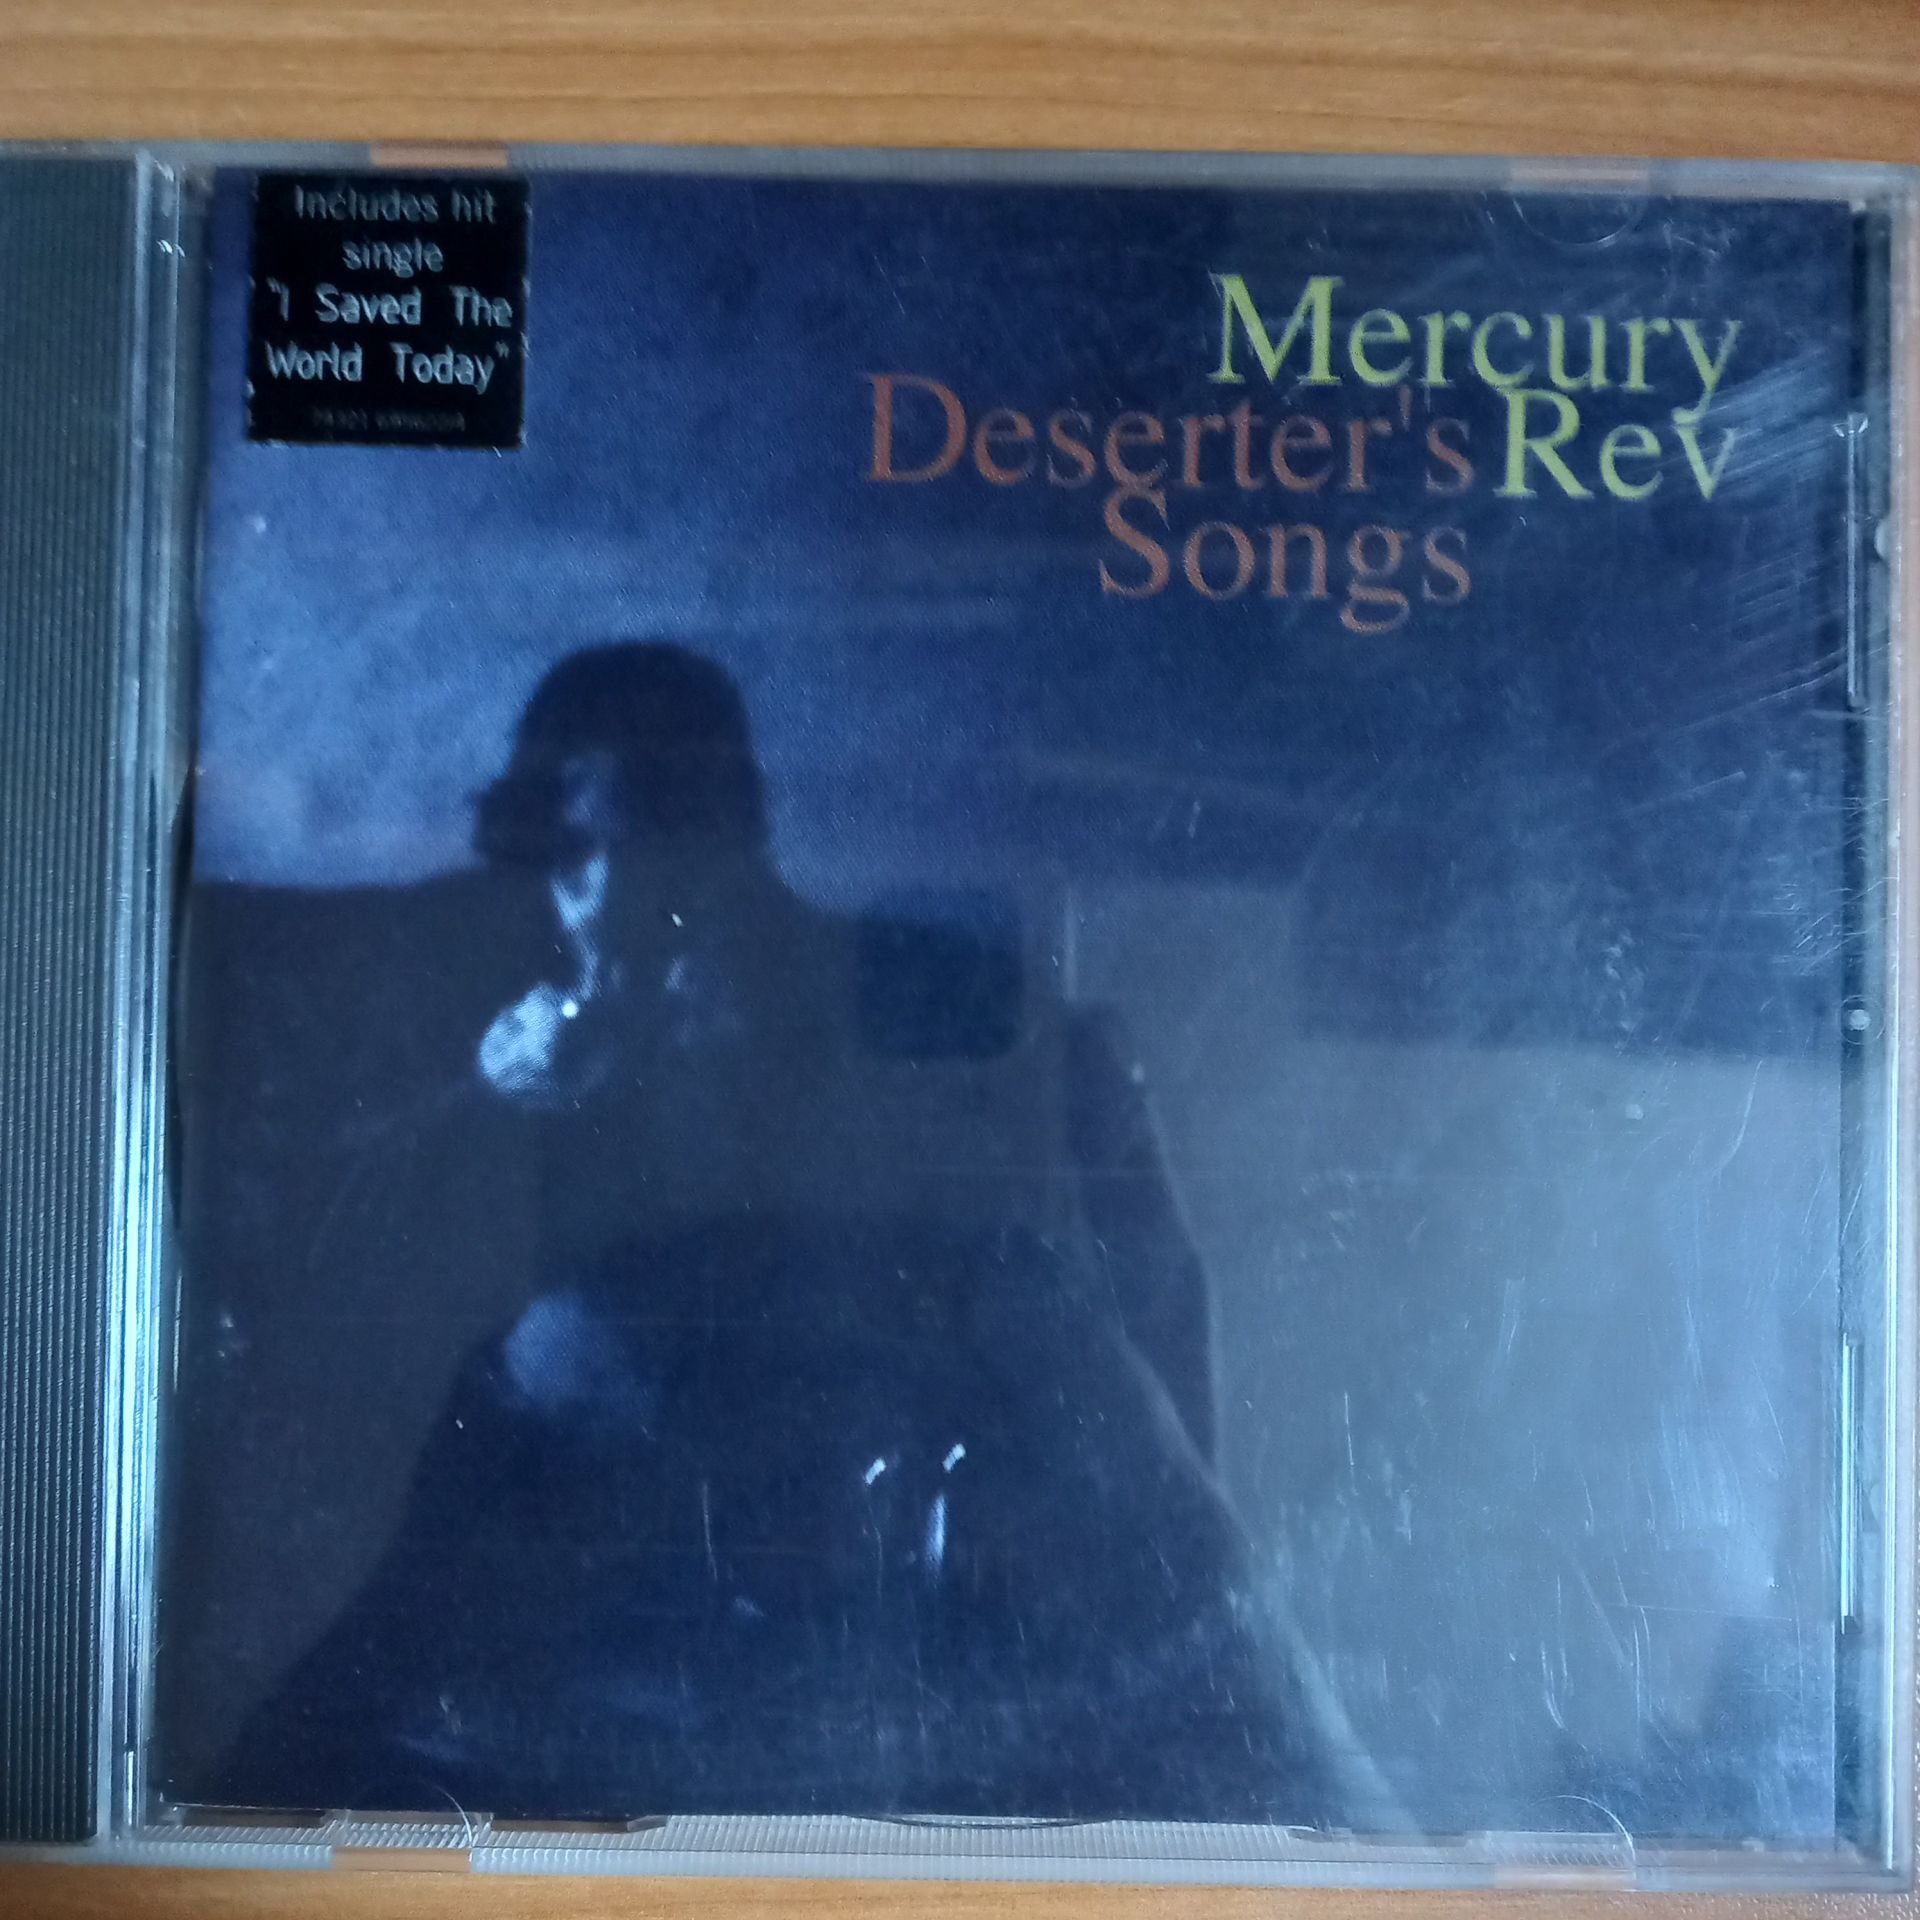 Includes hit
single
"I Saved The
World Today"
Mercury
Rev
Deserter's
Songs